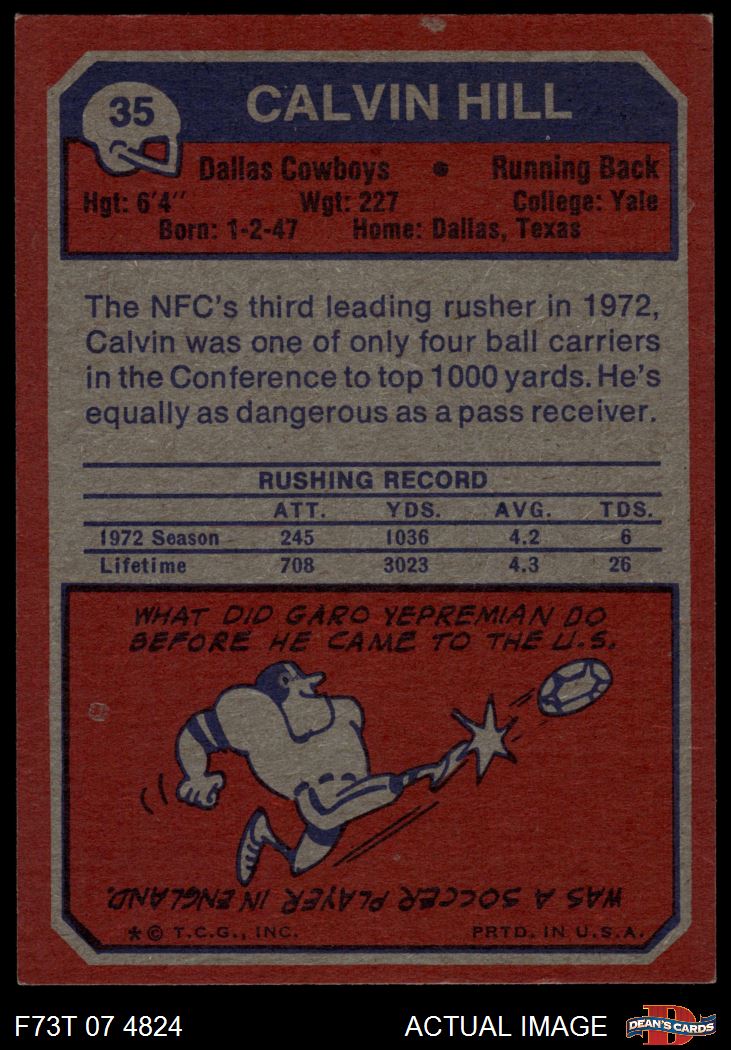 35
CALVIN HILL
Dallas Cowboys • Running Back
Hgt: 6'4" Wgt: 227 College: Yale
Born: 1-2-47 Home: Dallas, Texas
The NFC's third leading rusher in 1972,
Calvin was one of only four ball carriers
in the Conference to top 1000 yards. He's
equally as dangerous as a pass receiver.
RUSHING RECORD
ATT. YDS. AVG. TDS.
1972 Season 245 1036 4.2 6
Lifetime 708 3023 4.3 26
WHAT DID GARO YEPREMIAN DO
BEFORE HE CAME TO THE U.S.
WAS A SOCCER PLAYER IN ENGLAND.
* © T.C.G., INC. PRTD. IN U.S.A.
F73T 07 4824 ACTUAL IMAGE DEAN'S CARDS